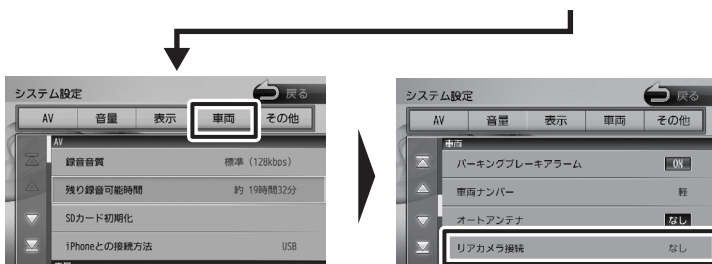 システム設定
戻る
AV 音量 表示 車両 その他
AV
録音音質 標準（128kbps）
残り録音可能時間 約 19時間32分
SDカード初期化
iPhoneとの接続方法 USB
システム設定
戻る
AV 音量 表示 車両 その他
車両
パーキングブレーキアラーム ON
車両ナンバー 軽
オートアンテナ なし
リアカメラ接続 なし